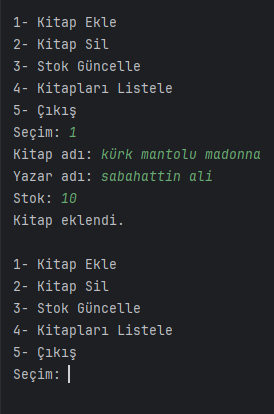 1- Kitap Ekle
2- Kitap Sil
3- Stok Güncelle
4- Kitapları Listele
5- Çıkış
Seçim: 1
Kitap adı: kürk mantolu madonna
Yazar adı: sabahattin ali
Stok: 10
Kitap eklendi.

1- Kitap Ekle
2- Kitap Sil
3- Stok Güncelle
4- Kitapları Listele
5- Çıkış
Seçim: